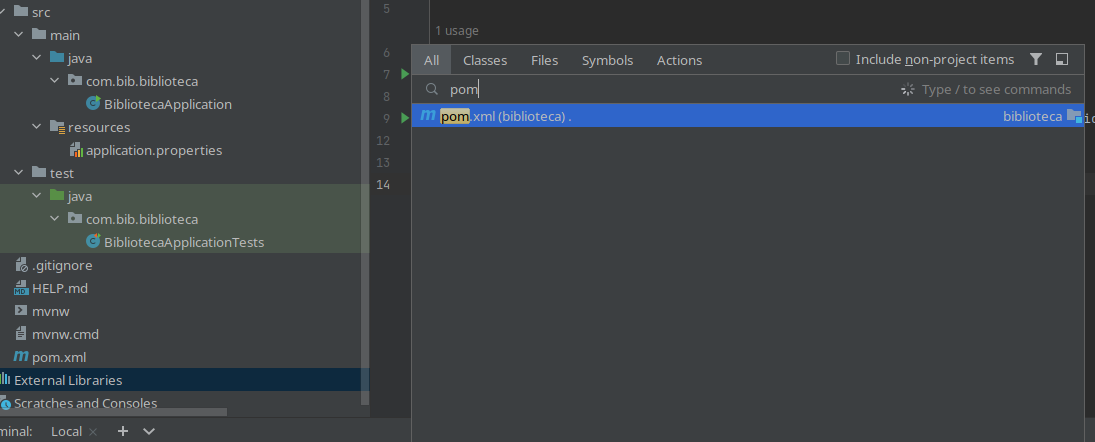 src
main
java
com.bib.biblioteca
BibliotecaApplication
resources
application.properties
test
java
com.bib.biblioteca
BibliotecaApplicationTests
.gitignore
HELP.md
mvnw
mvnw.cmd
m pom.xml
External Libraries
Scratches and Consoles
minal: Local × + 
5
1 usage
6
7
8
9
12
13
14
All Classes Files Symbols Actions Include non-project items
pom Type / to see commands
m pom.xml (biblioteca) . biblioteca